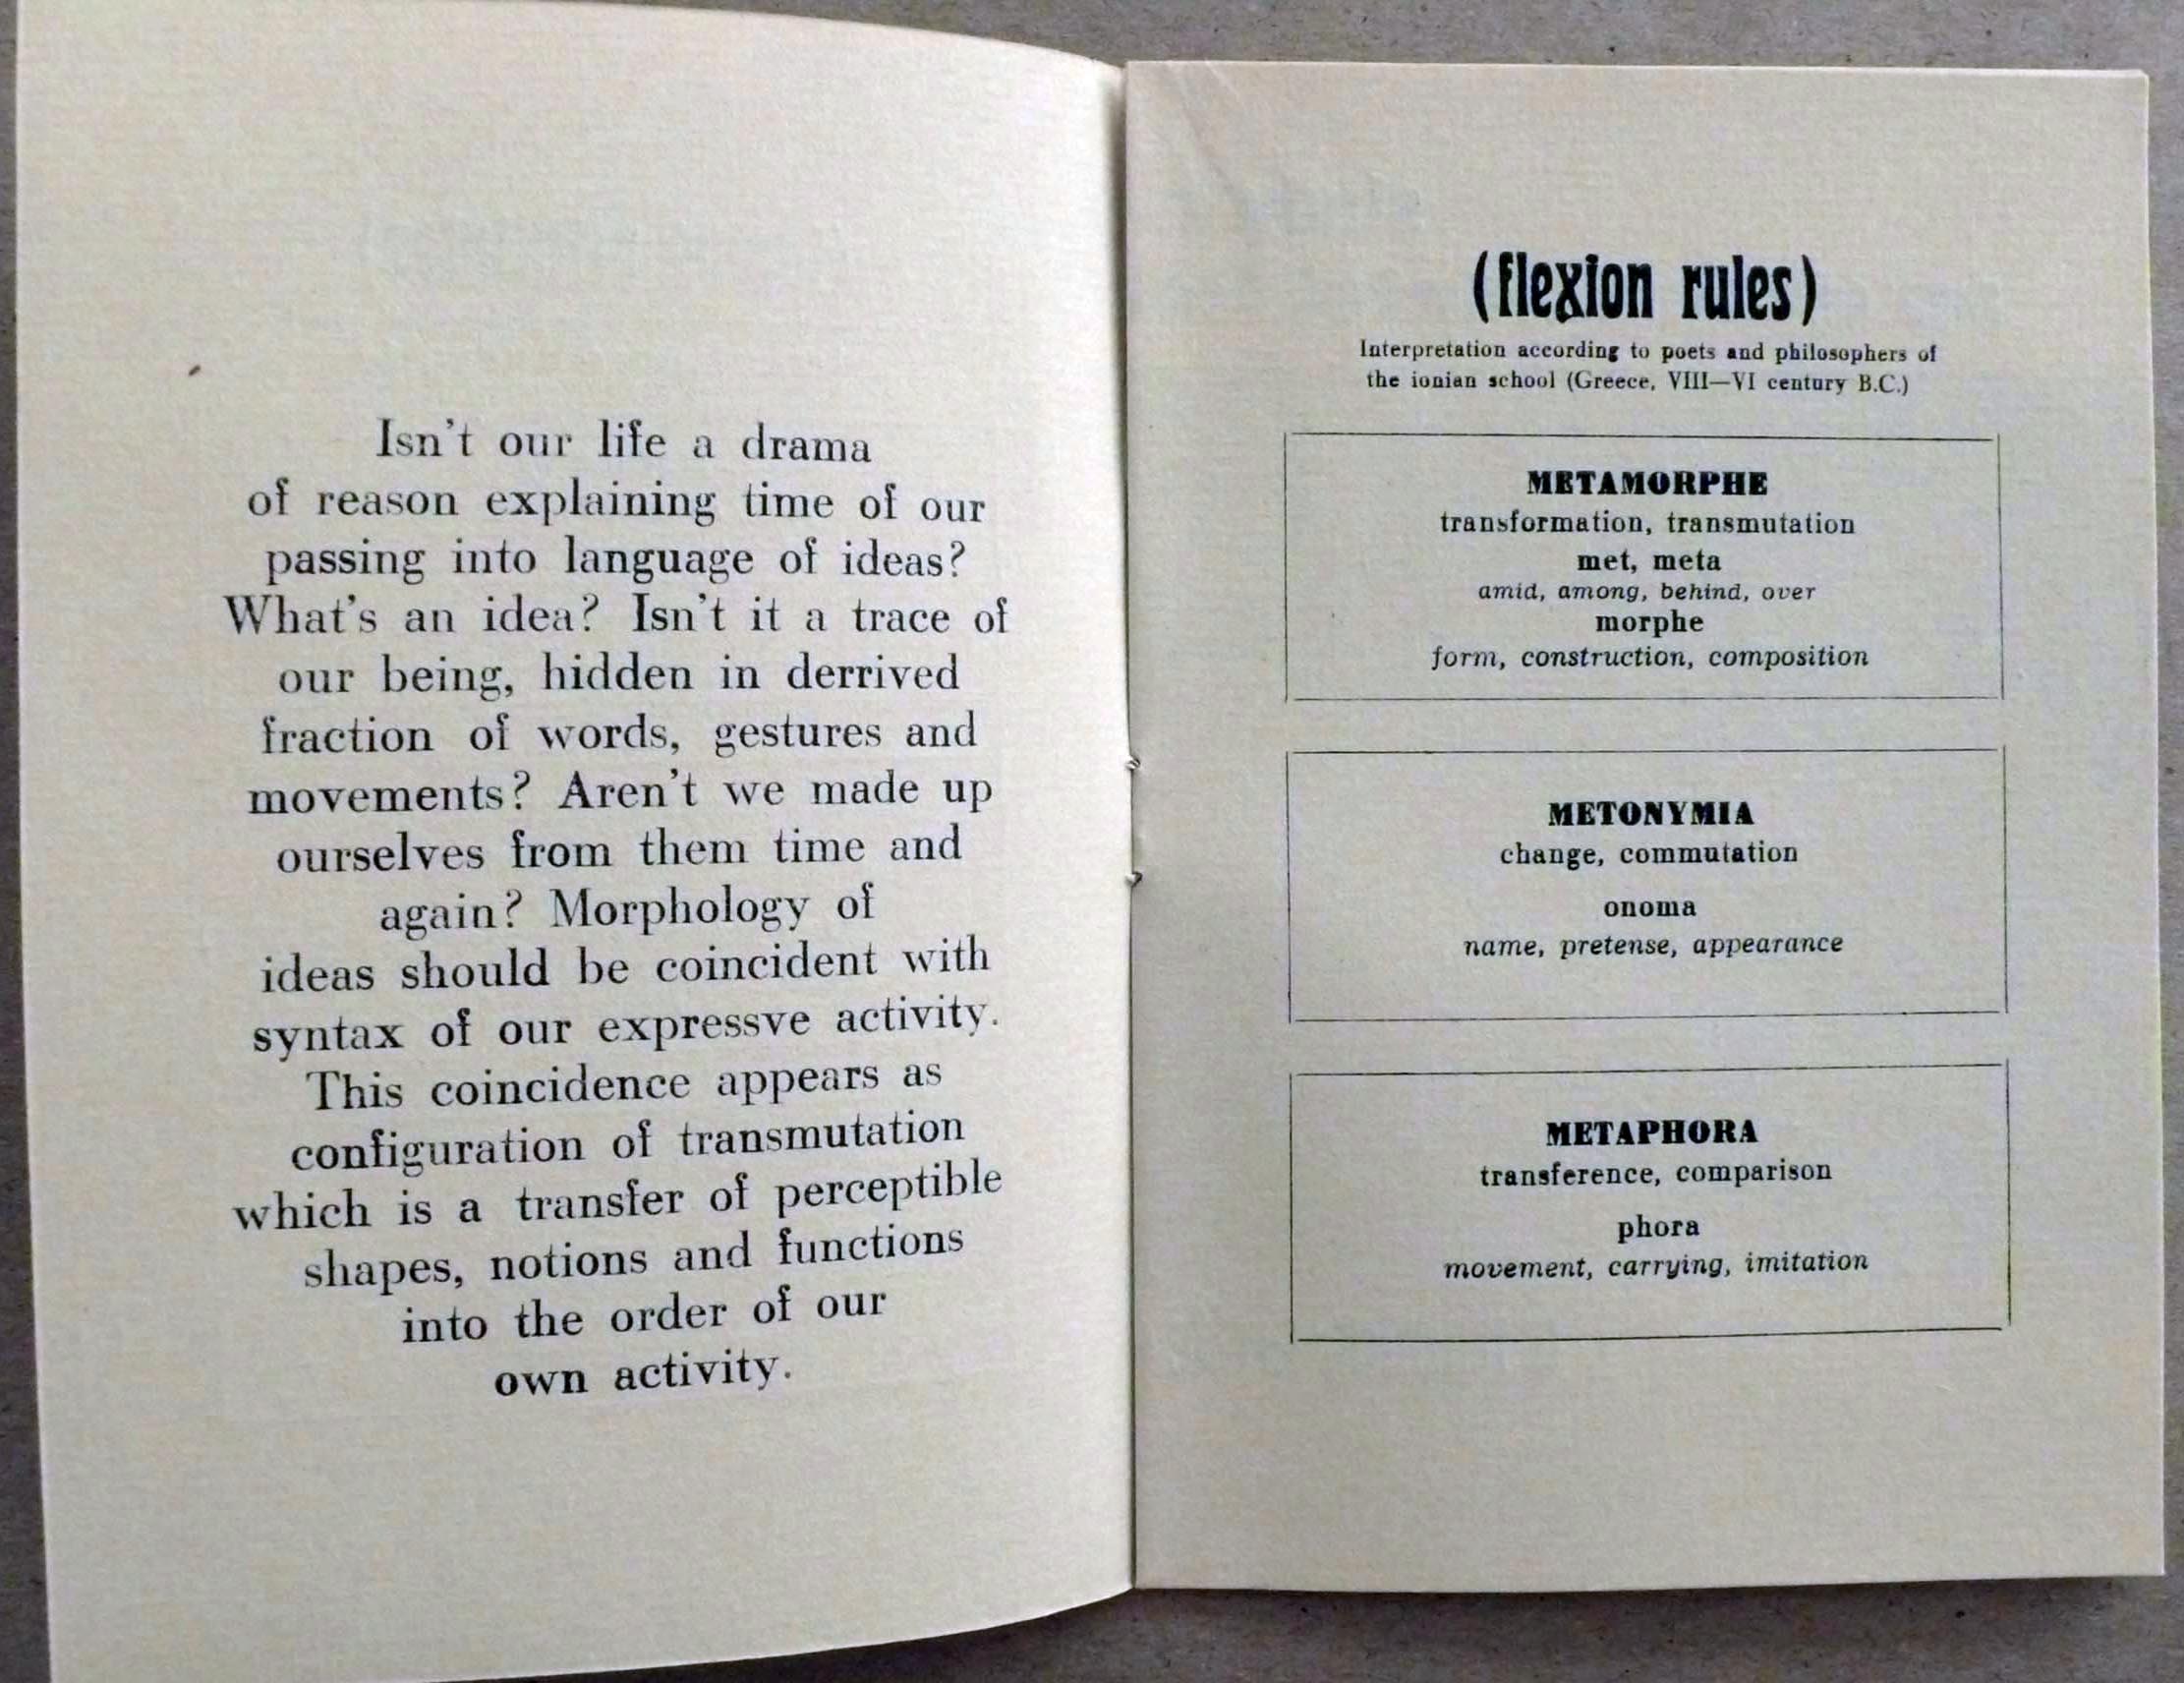 Isn't our life a drama
of reason explaining time of our
passing into language of ideas?
What's an idea? Isn't it a trace of
our being, hidden in derrived
fraction of words, gestures and
movements? Aren't we made up
ourselves from them time and
again? Morphology of
ideas should be coincident with
syntax of our expressve activity.
This coincidence appears as
configuration of transmutation
which is a transfer of perceptible
shapes, notions and functions
into the order of our
own activity.
(flexion rules)
Interpretation according to poets and philosophers of
the ionian school (Greece, VIII—VI century B.C.)
METAMORPHE
transformation, transmutation
met, meta
amid, among, behind, over
morphe
form, construction, composition
METONYMIA
change, commutation
onoma
name, pretense, appearance
METAPHORA
transference, comparison
phora
movement, carrying, imitation